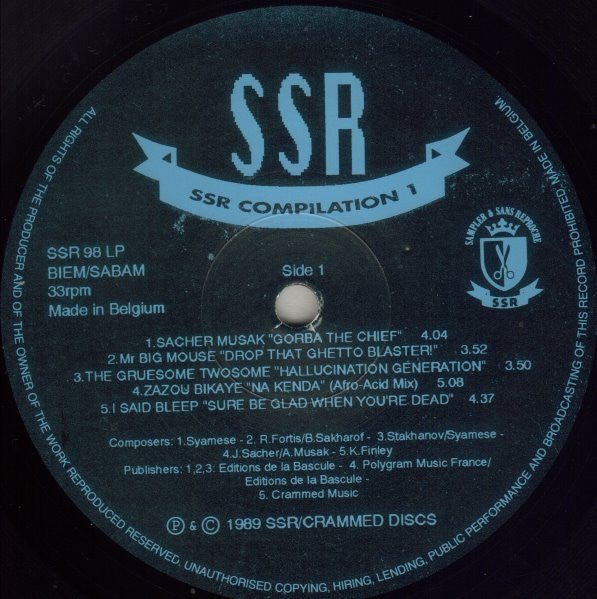 SSR
SSR COMPILATION 1
SSR 98 LP
BIEM/SABAM
33rpm
Made in Belgium
Side 1
SAMPLER & SANS REPROCHE
SSR
1.SACHER MUSAK "GORBA THE CHIEF" 4.04
2.Mr BIG MOUSE "DROP THAT GHETTO BLASTER!" 3.52
3.THE GRUESOME TWOSOME "HALLUCINATION GENERATION" 3.50
4.ZAZOU BIKAYE "NA KENDA" (Afro-Acid Mix) 5.08
5.I SAID BLEEP "SURE BE GLAD WHEN YOU'RE DEAD" 4.37
Composers: 1.Syamese - 2. R.Fortis/B.Sakharof - 3.Stakhanov/Syamese -
4.J.Sacher/A.Musak - 5.K.Finley
Publishers: 1,2,3: Editions de la Bascule - 4. Polygram Music France/
Editions de la Bascule -
5. Crammed Music
P & C 1989 SSR/CRAMMED DISCS
ALL RIGHTS OF THE PRODUCER AND OF THE OWNER OF THE WORK REPRODUCED RESERVED. UNAUTHORISED COPYING, HIRING, LENDING, PUBLIC PERFORMANCE AND BROADCASTING OF THIS RECORD PROHIBITED. MADE IN BELGIUM.